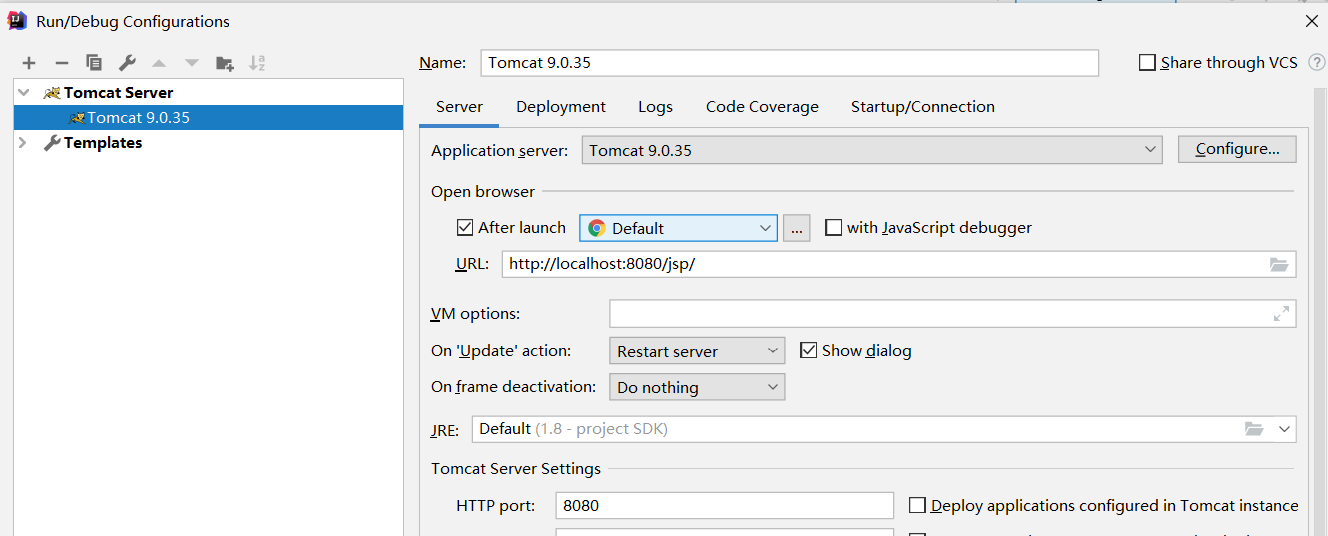 Run/Debug Configurations
Name: Tomcat 9.0.35 Share through VCS ?
Tomcat Server
Tomcat 9.0.35
Templates
Server Deployment Logs Code Coverage Startup/Connection
Application server: Tomcat 9.0.35 Configure...
Open browser
After launch Default ... with JavaScript debugger
URL: http://localhost:8080/jsp/
VM options:
On 'Update' action: Restart server Show dialog
On frame deactivation: Do nothing
JRE: Default (1.8 - project SDK)
Tomcat Server Settings
HTTP port: 8080 Deploy applications configured in Tomcat instance